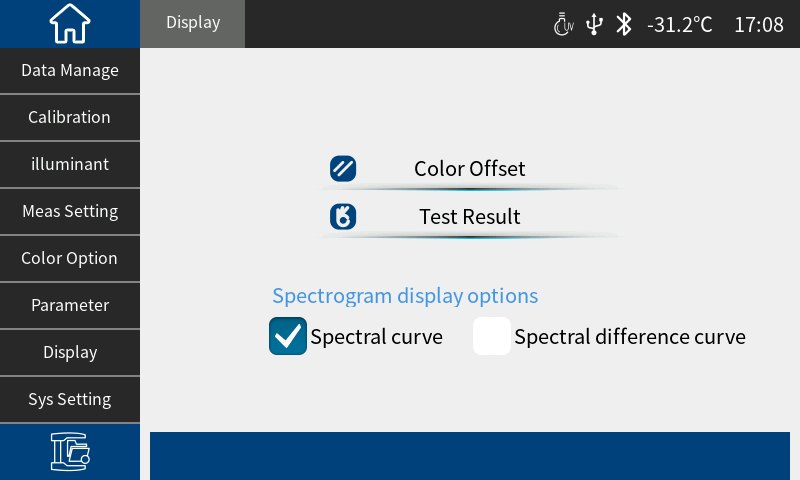 Display
UV
-31.2°C
17:08
Data Manage
Calibration
illuminant
Meas Setting
Color Option
Parameter
Display
Sys Setting
Color Offset
Test Result
Spectrogram display options
Spectral curve
Spectral difference curve